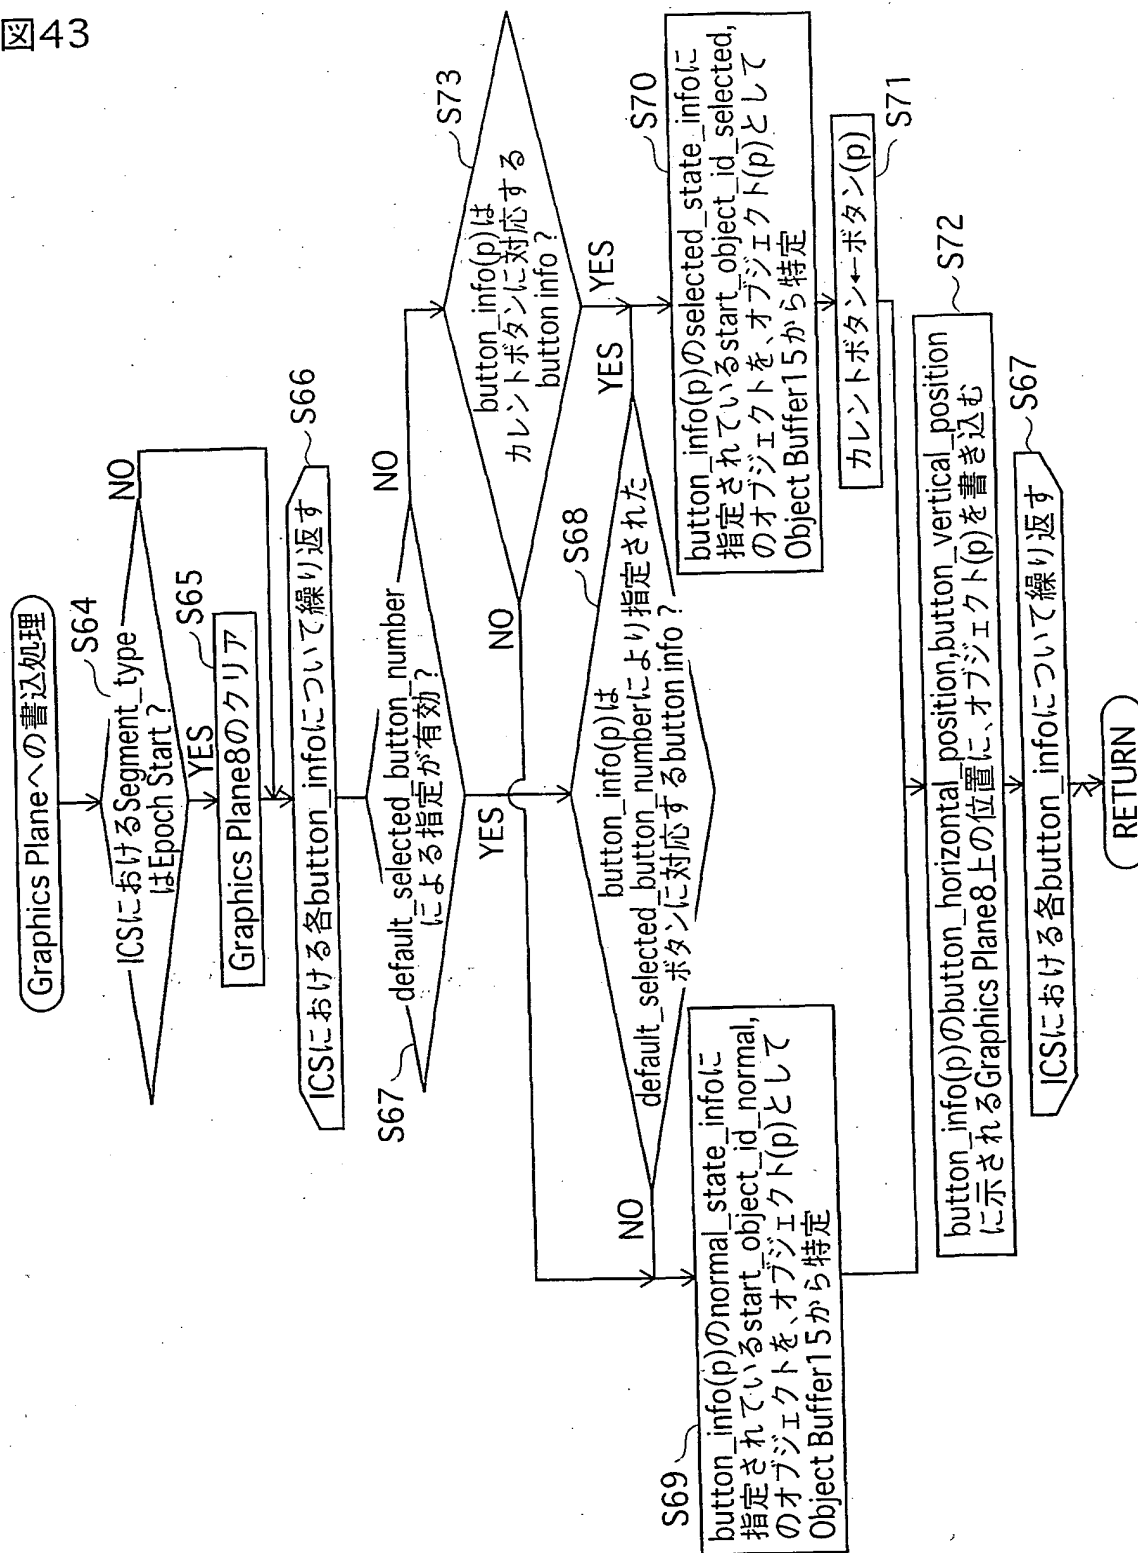 図43
Graphics Planeへの書込処理
S64
ICSにおけるSegment_type
はEpoch Start？
NO
YES
S65
Graphics Plane8のクリア
S66
ICSにおける各button_infoについて繰り返す
S67
default_selected_button_number
による指定が有効？
NO
YES
S73
button_info(p)は
カレントボタンに対応する
button info？
NO
YES
S68
button_info(p)は
default_selected_button_numberにより指定された
ボタンに対応するbutton info？
NO
YES
S69
button_info(p)のnormal_state_infoに
指定されているstart_object_id_normal,
のオブジェクトを、オブジェクト(p)として
Object Buffer15から特定
S70
button_info(p)のselected_state_infoに
指定されているstart_object_id_selected,
のオブジェクトを、オブジェクト(p)として
Object Buffer15から特定
S71
カレントボタン←ボタン(p)
S72
button_info(p)のbutton_horizontal_position,button_vertical_position
に示されるGraphics Plane8上の位置に、オブジェクト(p)を書き込む
S67
ICSにおける各button_infoについて繰り返す
RETURN